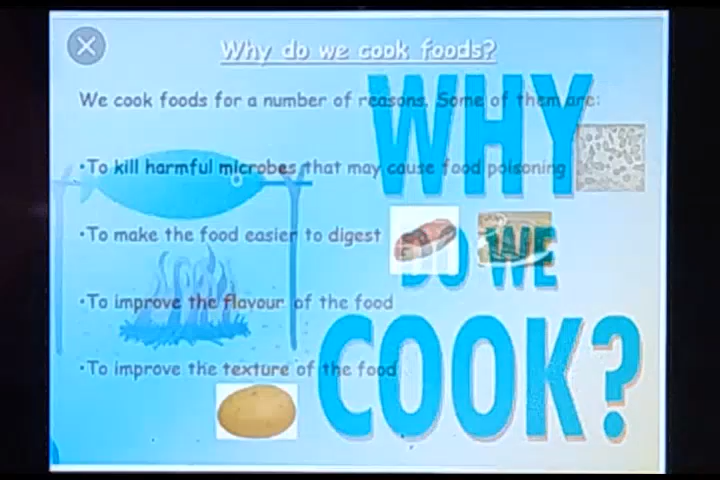 Why do we cook foods?
We cook foods for a number of reasons. Some of them are:
WHY
•To kill harmful microbes that may cause food poisoning
•To make the food easier to digest
DO WE
•To improve the flavour of the food
COOK?
•To improve the texture of the food